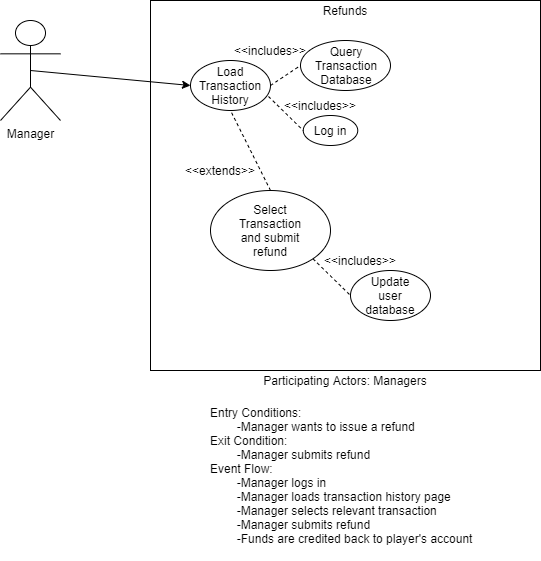 Refunds
Manager
<<includes>>
Load
Transaction
History
Query
Transaction
Database
<<includes>>
Log in
<<extends>>
Select
Transaction
and submit
refund
<<includes>>
Update
user
database
Participating Actors: Managers
Entry Conditions:
-Manager wants to issue a refund
Exit Condition:
-Manager submits refund
Event Flow:
-Manager logs in
-Manager loads transaction history page
-Manager selects relevant transaction
-Manager submits refund
-Funds are credited back to player's account